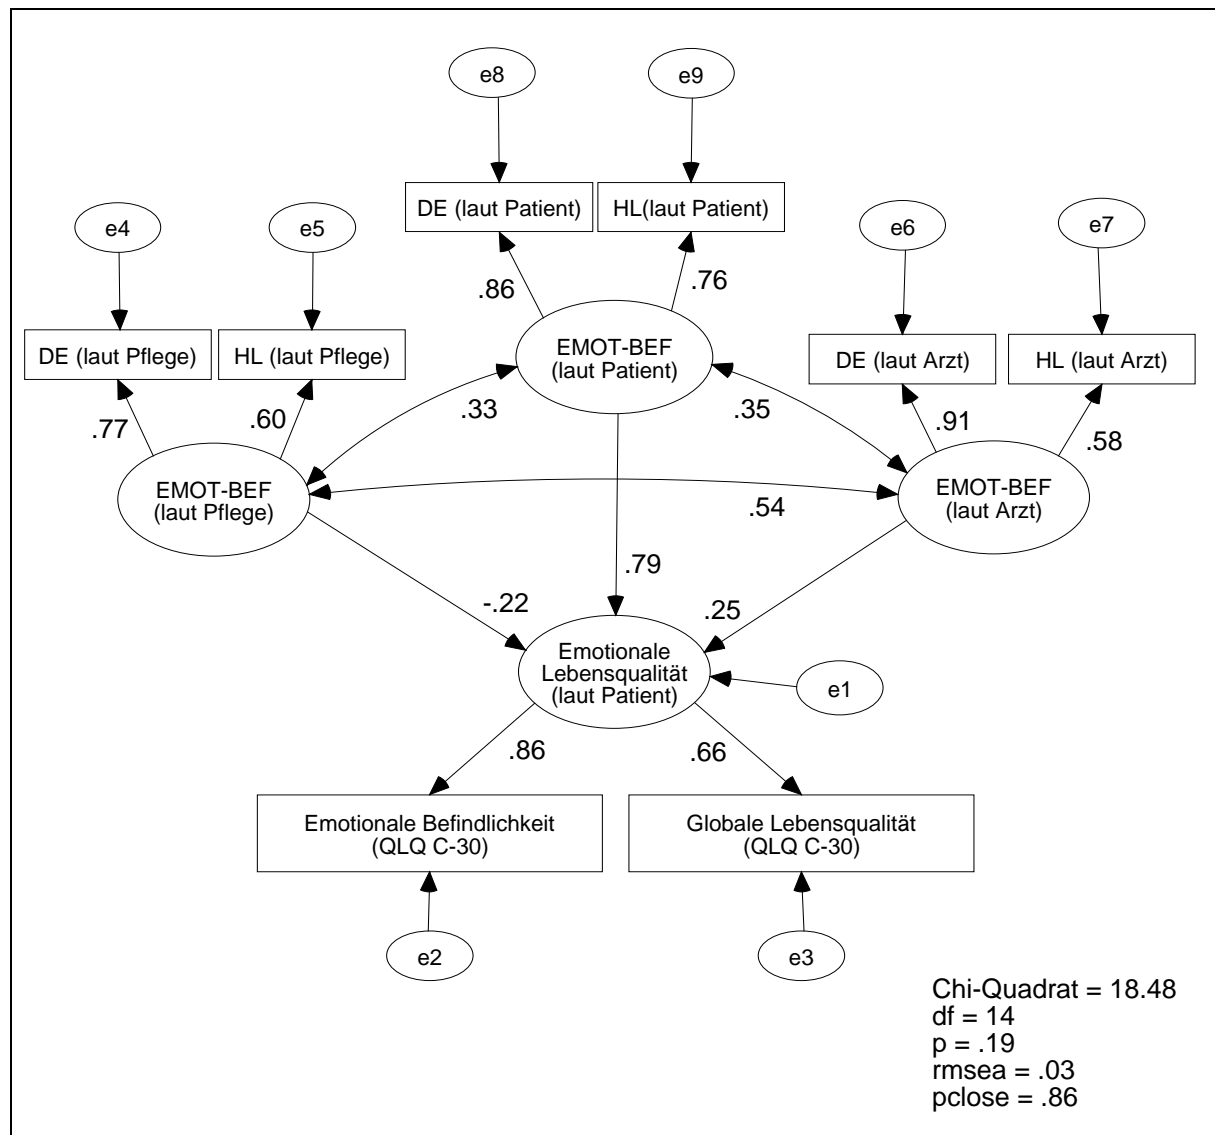 e8
e9
DE (laut Patient)
HL(laut Patient)
e4
e5
e6
e7
.86
.76
DE (laut Pflege)
HL (laut Pflege)
EMOT-BEF
(laut Patient)
DE (laut Arzt)
HL (laut Arzt)
.77
.60
.33
.35
.91
.58
EMOT-BEF
(laut Pflege)
.54
EMOT-BEF
(laut Arzt)
-.22
.79
.25
Emotionale
Lebensqualität
(laut Patient)
e1
.86
.66
Emotionale Befindlichkeit
(QLQ C-30)
Globale Lebensqualität
(QLQ C-30)
e2
e3
Chi-Quadrat = 18.48
df = 14
p = .19
rmsea = .03
pclose = .86